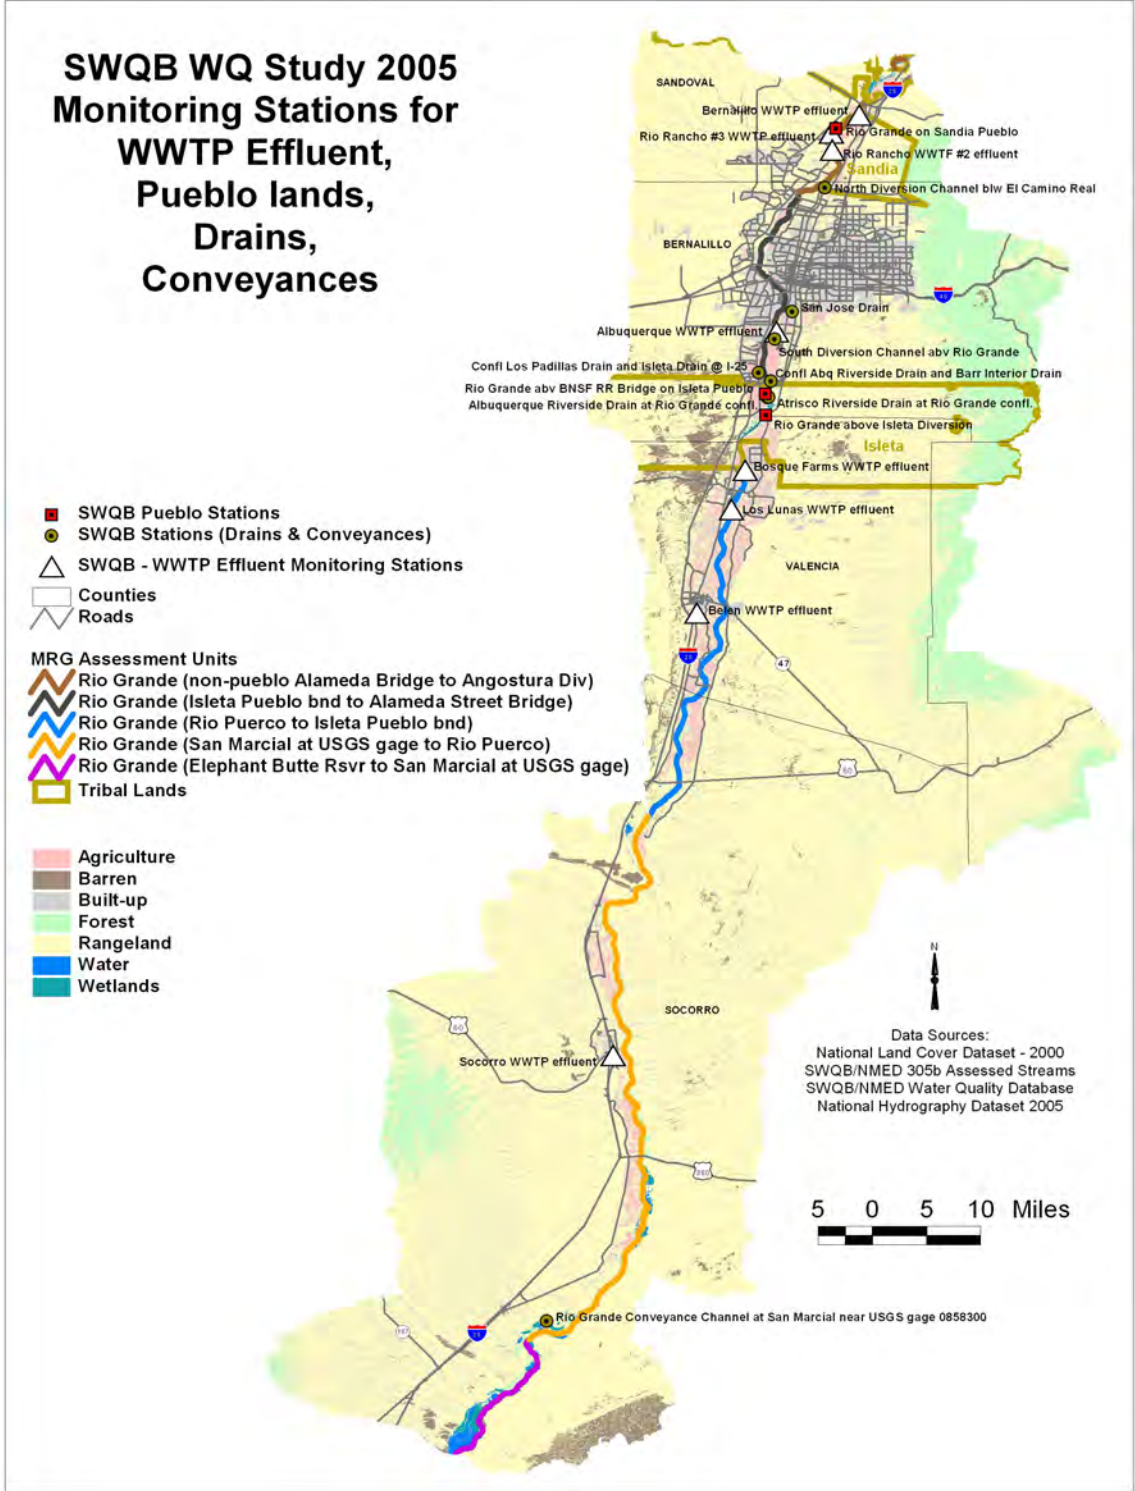 SWQB WQ Study 2005
Monitoring Stations for
WWTP Effluent,
Pueblo lands,
Drains,
Conveyances
SANDOVAL
25
Bernalillo WWTP effluent
Rio Grande on Sandia Pueblo
Rio Rancho #3 WWTP effluent
Rio Rancho WWTF #2 effluent
Sandia
North Diversion Channel blw El Camino Real
BERNALILLO
40
San Jose Drain
Albuquerque WWTP effluent
South Diversion Channel abv Rio Grande
Confl Los Padillas Drain and Isleta Drain @ I-25
Confl Abq Riverside Drain and Barr Interior Drain
Rio Grande abv BNSF RR Bridge on Isleta Pueblo
Albuquerque Riverside Drain at Rio Grande confl.
Atrisco Riverside Drain at Rio Grande confl.
Rio Grande above Isleta Diversion
Isleta
Bosque Farms WWTP effluent
Los Lunas WWTP effluent
VALENCIA
Belen WWTP effluent
25
47
60
SWQB Pueblo Stations
SWQB Stations (Drains & Conveyances)
SWQB - WWTP Effluent Monitoring Stations
Counties
Roads
MRG Assessment Units
Rio Grande (non-pueblo Alameda Bridge to Angostura Div)
Rio Grande (Isleta Pueblo bnd to Alameda Street Bridge)
Rio Grande (Rio Puerco to Isleta Pueblo bnd)
Rio Grande (San Marcial at USGS gage to Rio Puerco)
Rio Grande (Elephant Butte Rsvr to San Marcial at USGS gage)
Tribal Lands
Agriculture
Barren
Built-up
Forest
Rangeland
Water
Wetlands
N
SOCORRO
60
Socorro WWTP effluent
Data Sources:
National Land Cover Dataset - 2000
SWQB/NMED 305b Assessed Streams
SWQB/NMED Water Quality Database
National Hydrography Dataset 2005
380
5 0 5 10 Miles
Rio Grande Conveyance Channel at San Marcial near USGS gage 0858300
25